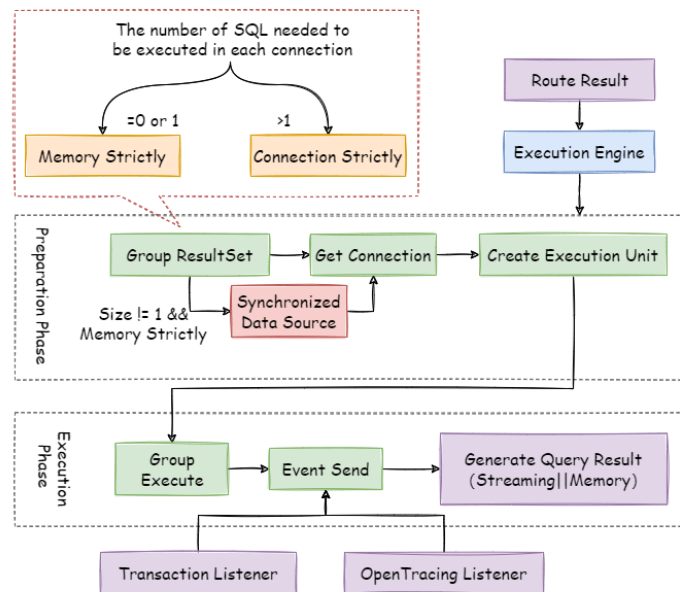 The number of SQL needed to
be executed in each connection
=0 or 1
>1
Memory Strictly
Connection Strictly
Route Result
Execution Engine
Preparation Phase
Group ResultSet
Get Connection
Create Execution Unit
Size != 1 &&
Memory Strictly
Synchronized
Data Source
Execution
Phase
Group
Execute
Event Send
Generate Query Result
(Streaming||Memory)
Transaction Listener
OpenTracing Listener